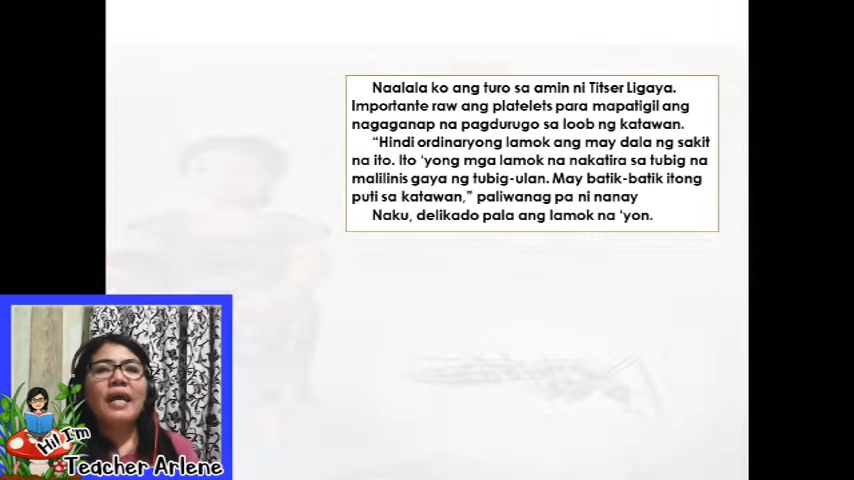 Naalala ko ang turo sa amin ni Titser Ligaya.
Importante raw ang platelets para mapatigil ang
nagaganap na pagdurugo sa loob ng katawan.
“Hindi ordinaryong lamok ang may dala ng sakit
na ito. Ito ‘yong mga lamok na nakatira sa tubig na
malilinis gaya ng tubig-ulan. May batik-batik itong
puti sa katawan,” paliwanag pa ni nanay
Naku, delikado pala ang lamok na ‘yon.
Hi! I'm
Teacher Arlene